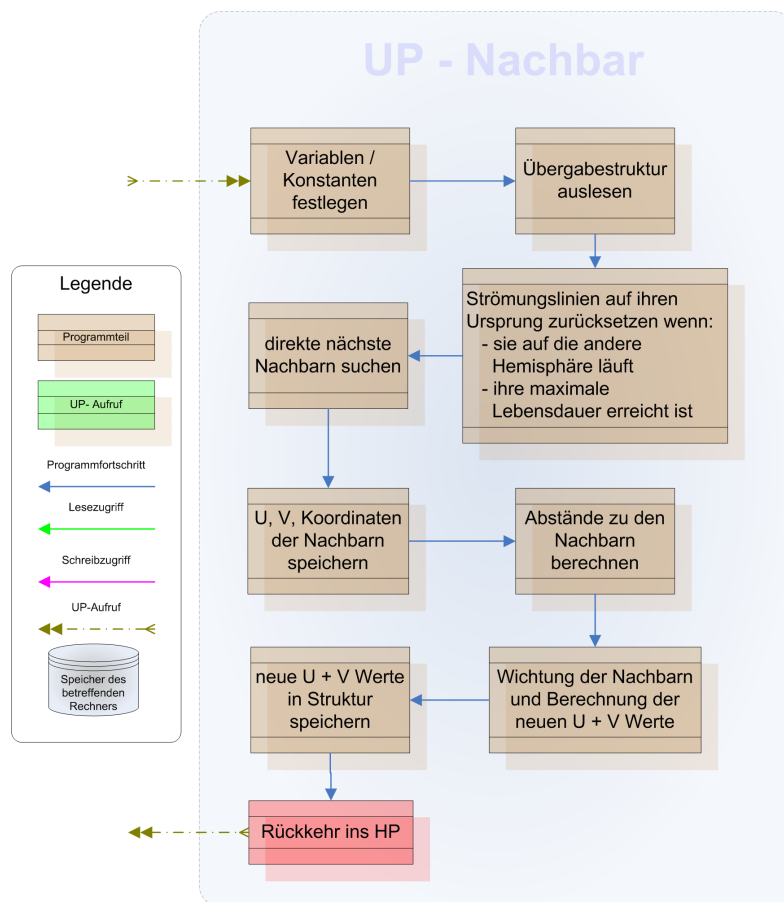 UP - Nachbar
Variablen /
Konstanten
festlegen
Übergabestruktur
auslesen
Strömungslinien auf ihren
Ursprung zurücksetzen wenn:
- sie auf die andere
Hemisphäre läuft
- ihre maximale
Lebensdauer erreicht ist
direkte nächste
Nachbarn suchen
U, V, Koordinaten
der Nachbarn
speichern
Abstände zu den
Nachbarn
berechnen
Wichtung der Nachbarn
und Berechnung der
neuen U + V Werte
neue U + V Werte
in Struktur
speichern
Rückkehr ins HP
Legende
Programmteil
UP- Aufruf
Programmfortschritt
Lesezugriff
Schreibzugriff
UP-Aufruf
Speicher des
betreffenden
Rechners